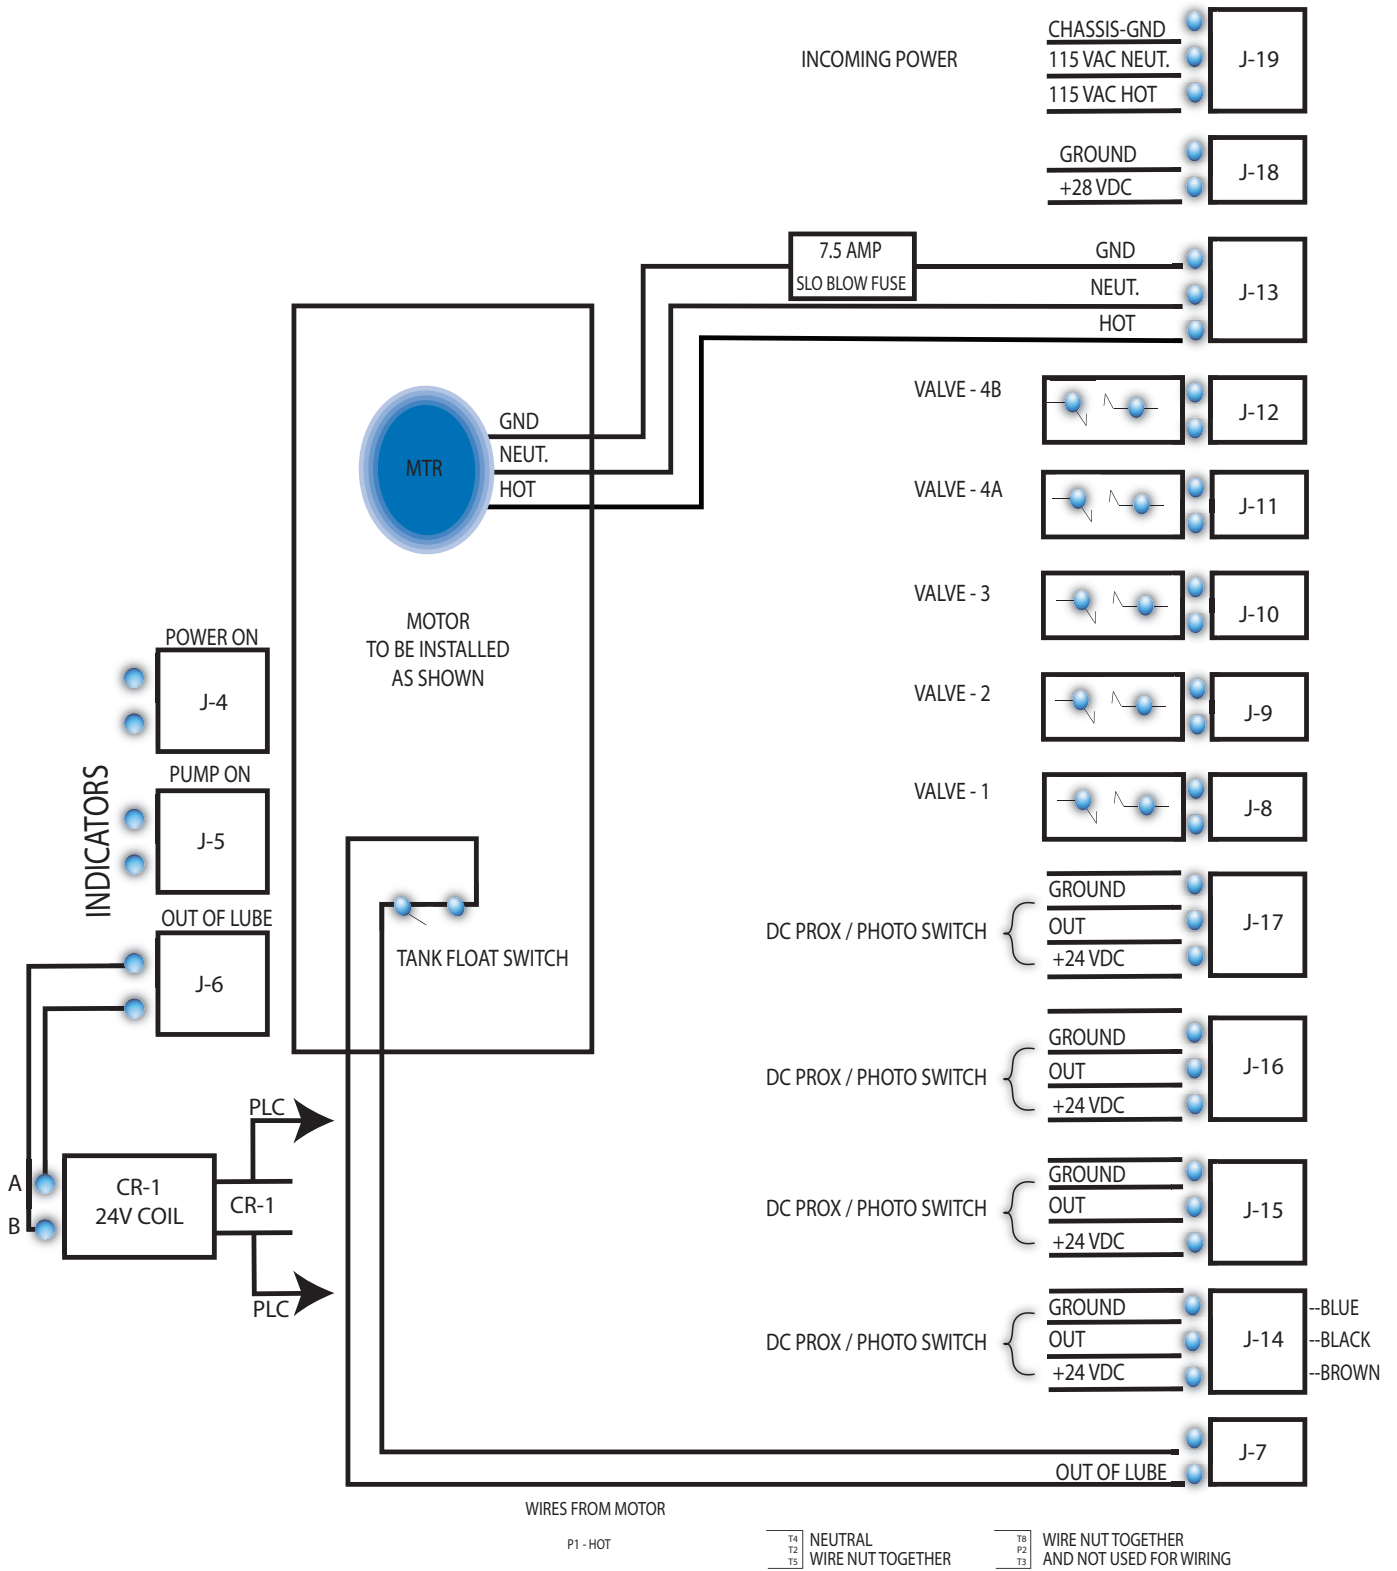 INCOMING POWER
CHASSIS-GND
115 VAC NEUT.
115 VAC HOT
J-19
GROUND
+28 VDC
J-18
7.5 AMP
SLO BLOW FUSE
GND
NEUT.
HOT
J-13
MTR
GND
NEUT.
HOT
MOTOR
TO BE INSTALLED
AS SHOWN
VALVE - 4B
J-12
VALVE - 4A
J-11
VALVE - 3
J-10
VALVE - 2
J-9
VALVE - 1
J-8
INDICATORS
POWER ON
J-4
PUMP ON
J-5
OUT OF LUBE
J-6
TANK FLOAT SWITCH
DC PROX / PHOTO SWITCH
GROUND
OUT
+24 VDC
J-17
DC PROX / PHOTO SWITCH
GROUND
OUT
+24 VDC
J-16
PLC
A
B
CR-1
24V COIL
CR-1
PLC
DC PROX / PHOTO SWITCH
GROUND
OUT
+24 VDC
J-15
DC PROX / PHOTO SWITCH
GROUND
OUT
+24 VDC
J-14
--BLUE
--BLACK
--BROWN
OUT OF LUBE
J-7
WIRES FROM MOTOR
P1 - HOT
T4
T2
T5
NEUTRAL
WIRE NUT TOGETHER
T8
P2
T3
WIRE NUT TOGETHER
AND NOT USED FOR WIRING